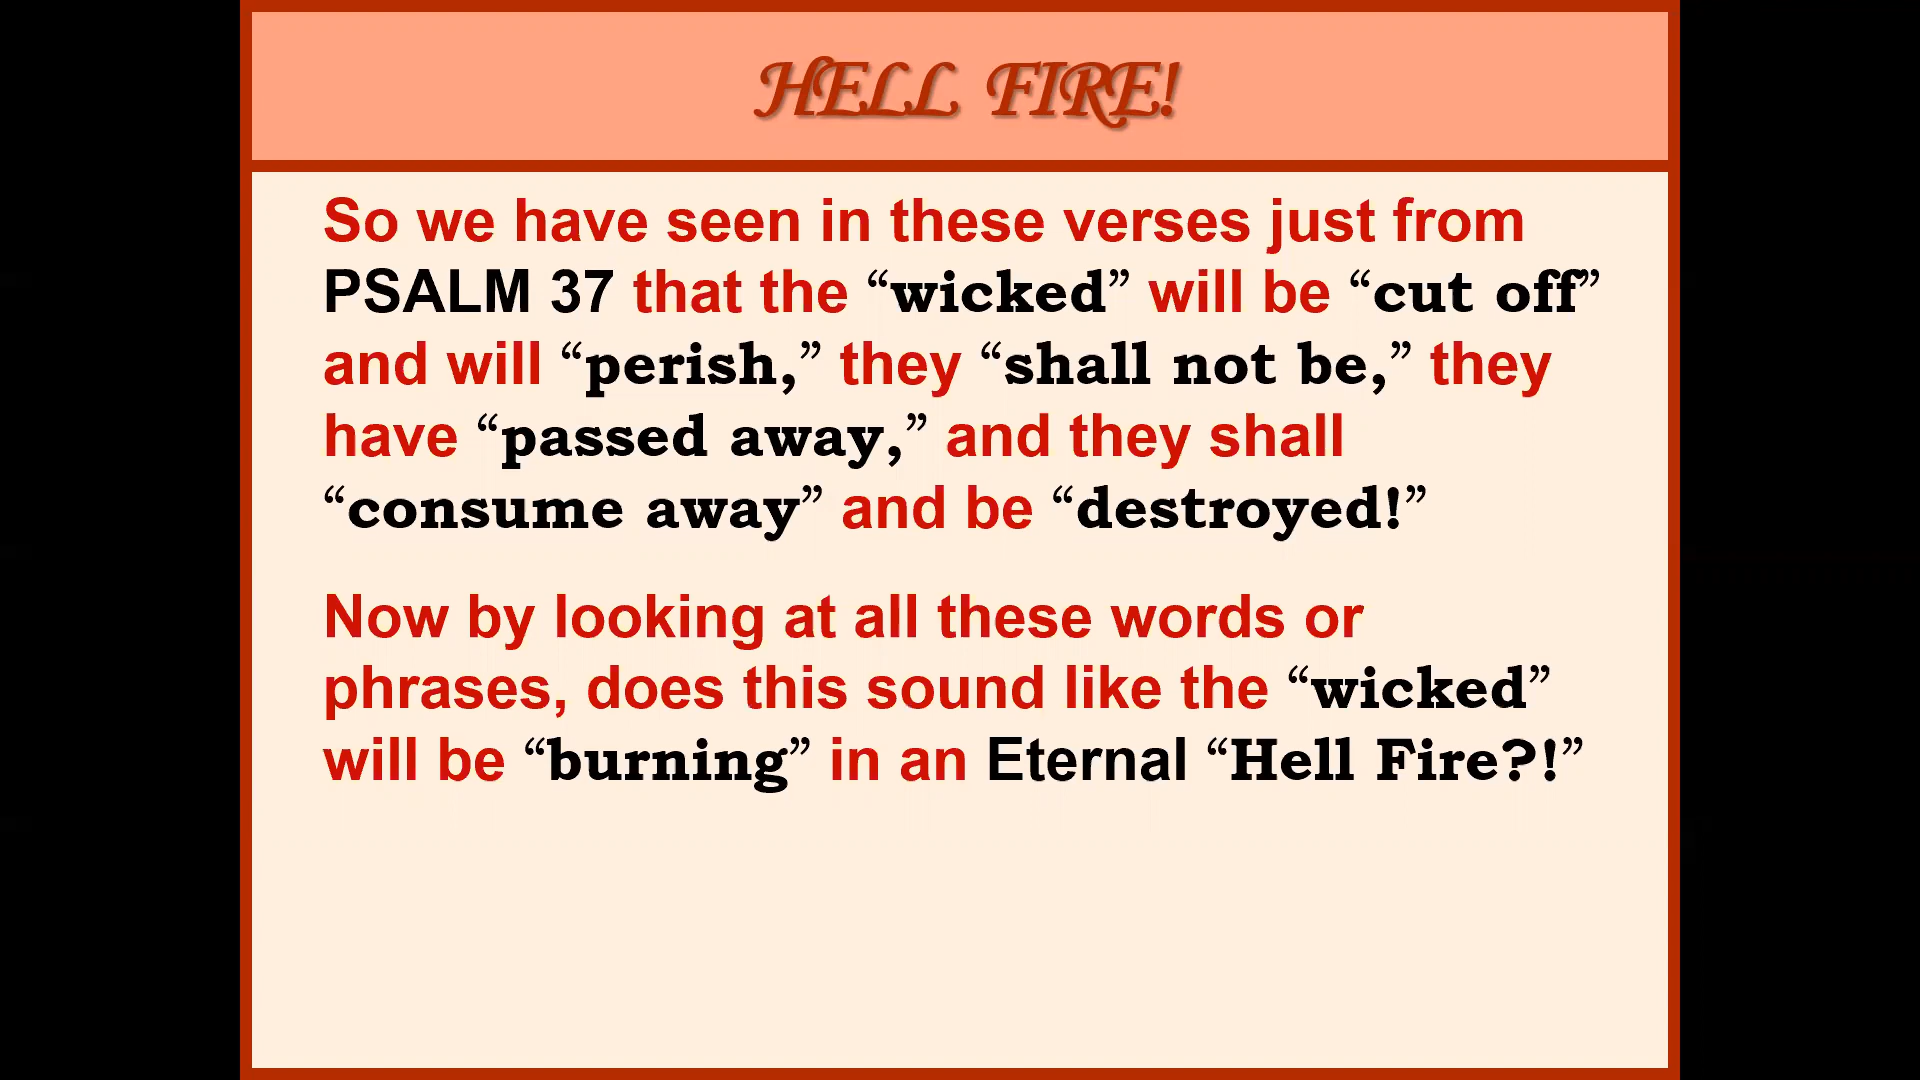 HELL FIRE!
So we have seen in these verses just from
PSALM 37 that the “wicked” will be “cut off”
and will “perish,” they “shall not be,” they
have “passed away,” and they shall
“consume away” and be “destroyed!”
Now by looking at all these words or
phrases, does this sound like the “wicked”
will be “burning” in an Eternal “Hell Fire?!”